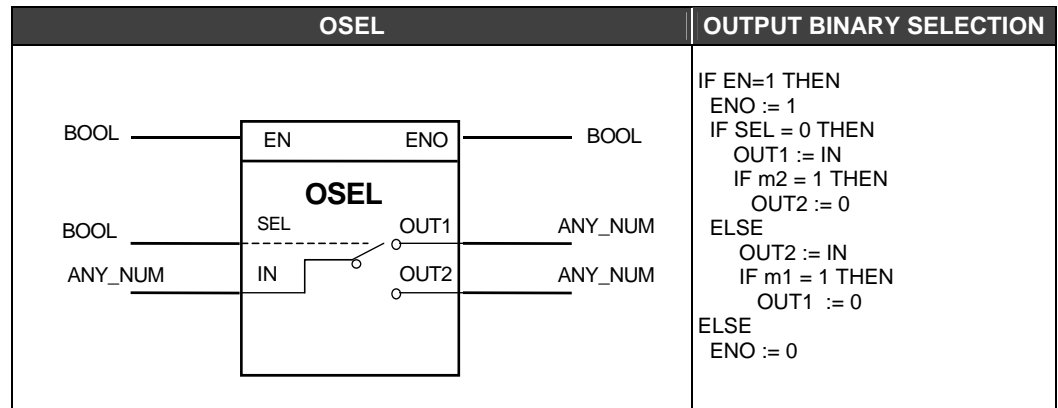 OSEL
OUTPUT BINARY SELECTION
BOOL
EN
ENO
BOOL
OSEL
BOOL
SEL
OUT1
ANY_NUM
ANY_NUM
IN
OUT2
ANY_NUM
IF EN=1 THEN
ENO := 1
IF SEL = 0 THEN
OUT1 := IN
IF m2 = 1 THEN
OUT2 := 0
ELSE
OUT2 := IN
IF m1 = 1 THEN
OUT1 := 0
ELSE
ENO := 0